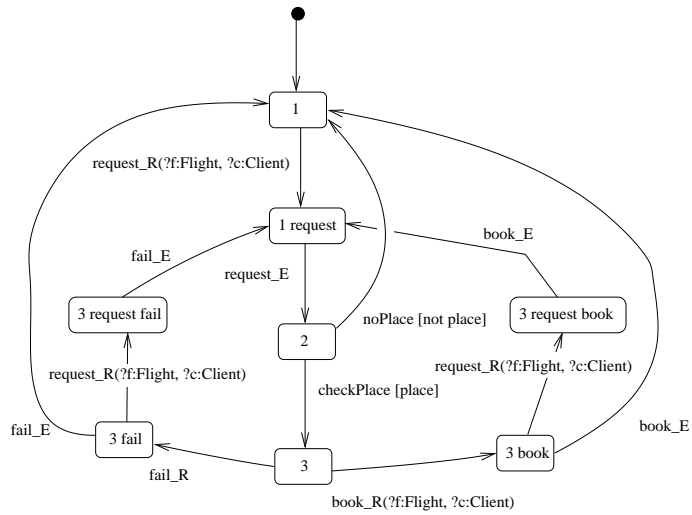 1
request_R(?f:Flight, ?c:Client)
1 request
book_E
fail_E
request_E
3 request fail
3 request book
noPlace [not place]
2
request_R(?f:Flight, ?c:Client)
request_R(?f:Flight, ?c:Client)
checkPlace [place]
fail_E
3 fail
book_E
3 book
3
fail_R
book_R(?f:Flight, ?c:Client)